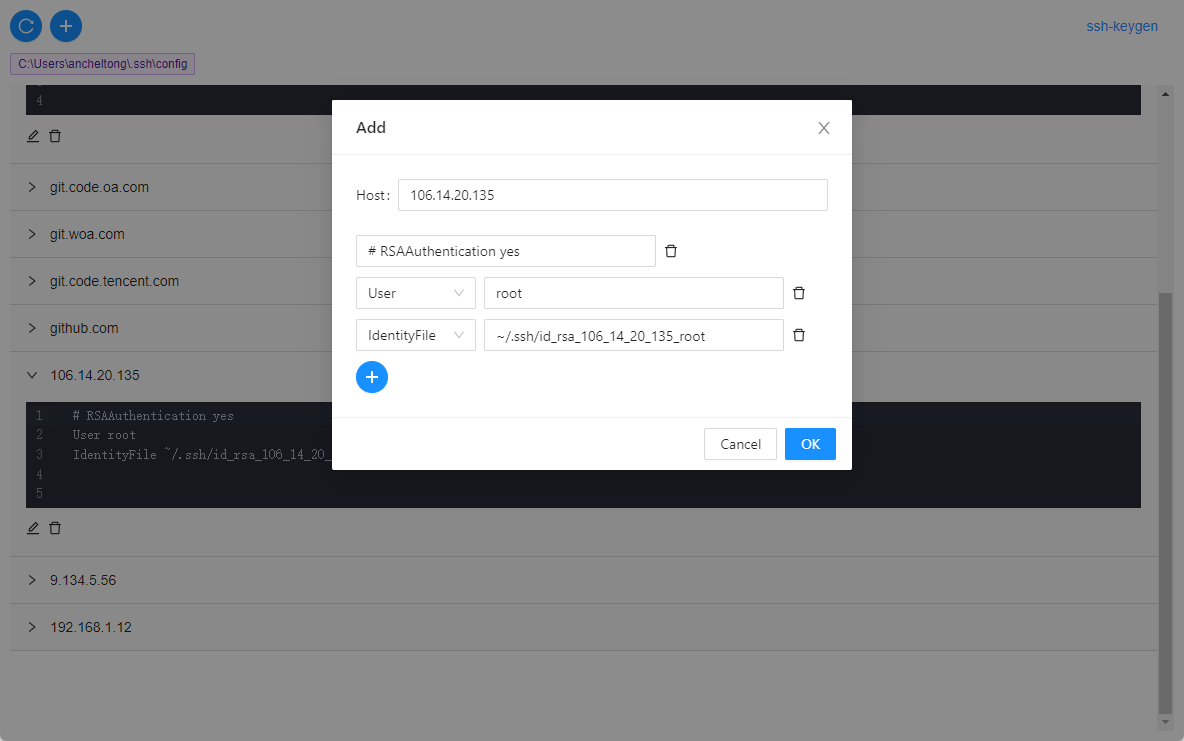 ssh-keygen
C:\Users\ancheltong\.ssh\config
4
Add
git.code.oa.com
Host:
106.14.20.135
git.woa.com
# RSAAuthentication yes
git.code.tencent.com
User
root
github.com
IdentityFile
~/.ssh/id_rsa_106_14_20_135_root
106.14.20.135
1 # RSAAuthentication yes
2 User root
3 IdentityFile ~/.ssh/id_rsa_106_14_20_
4
5
Cancel
OK
9.134.5.56
192.168.1.12